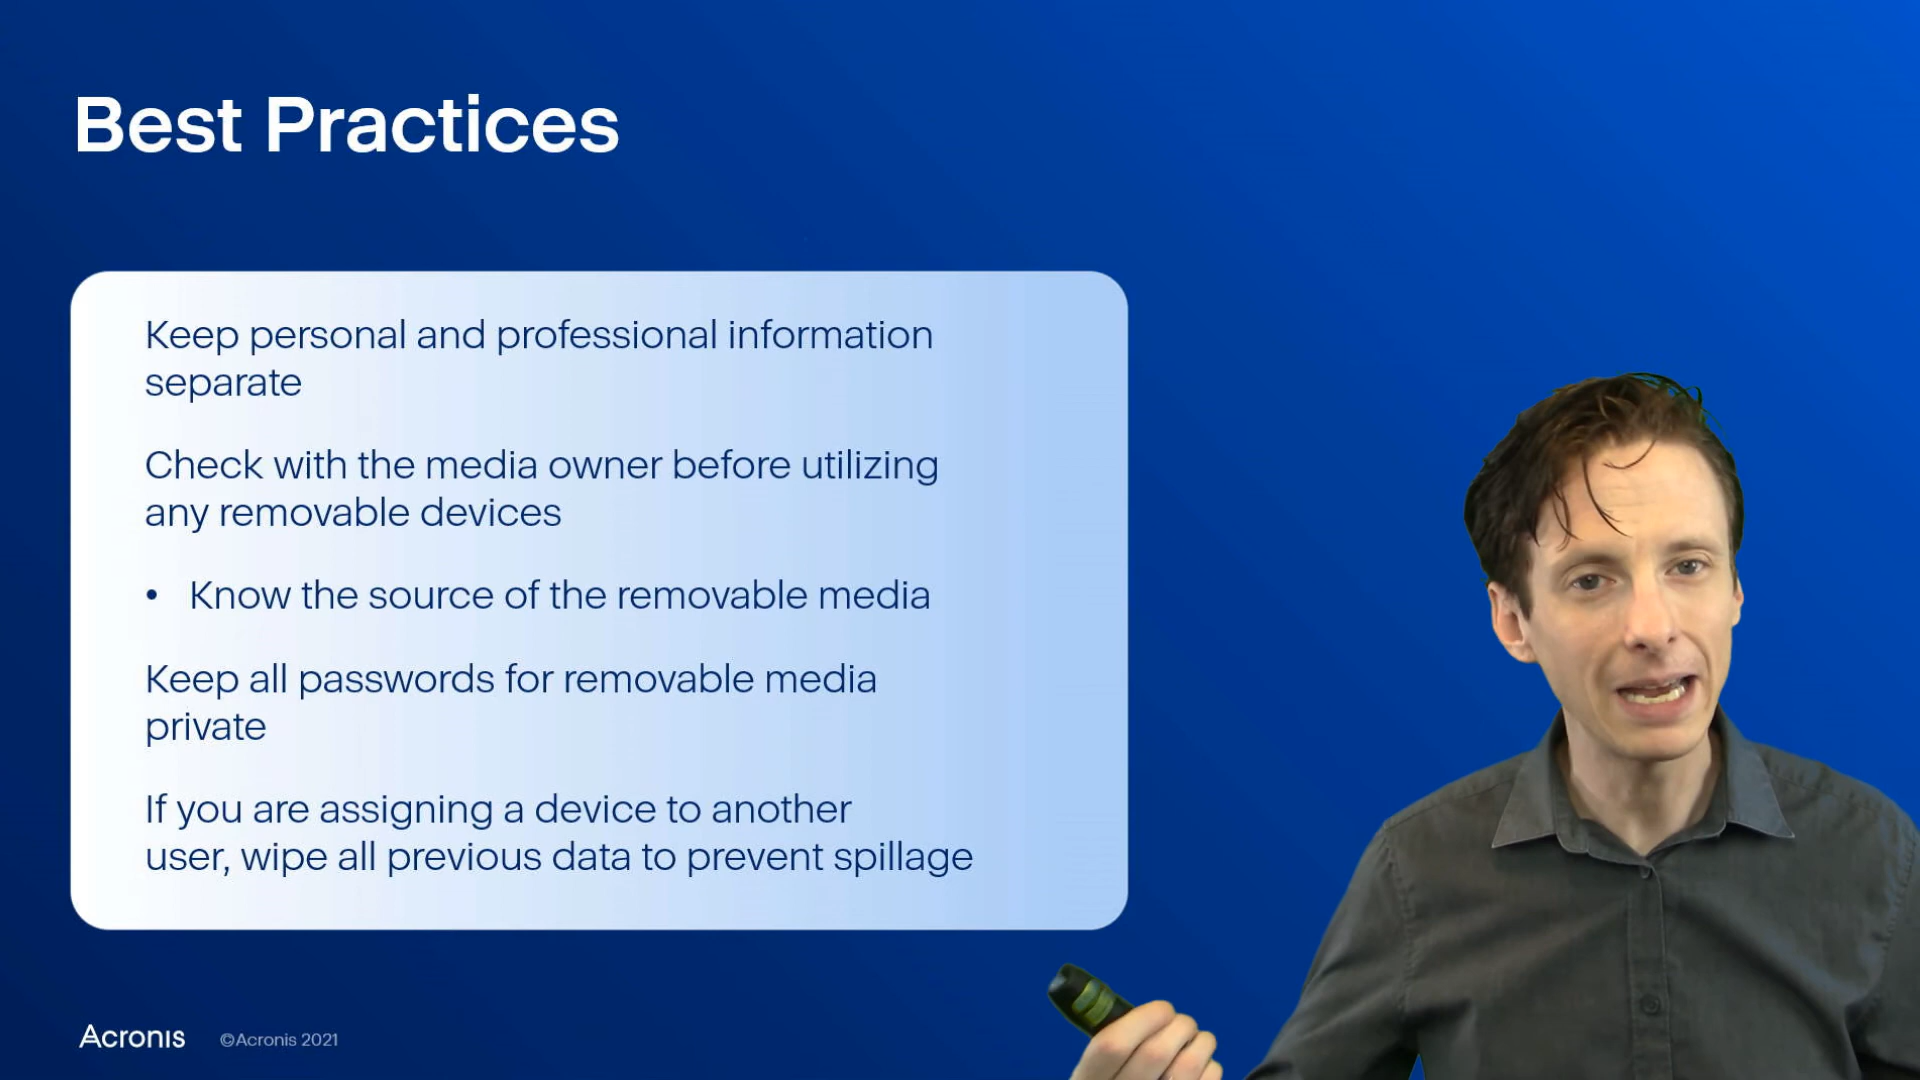 Best Practices
Keep personal and professional information
separate
Check with the media owner before utilizing
any removable devices
• Know the source of the removable media
Keep all passwords for removable media
private
If you are assigning a device to another
user, wipe all previous data to prevent spillage
Acronis ©Acronis 2021